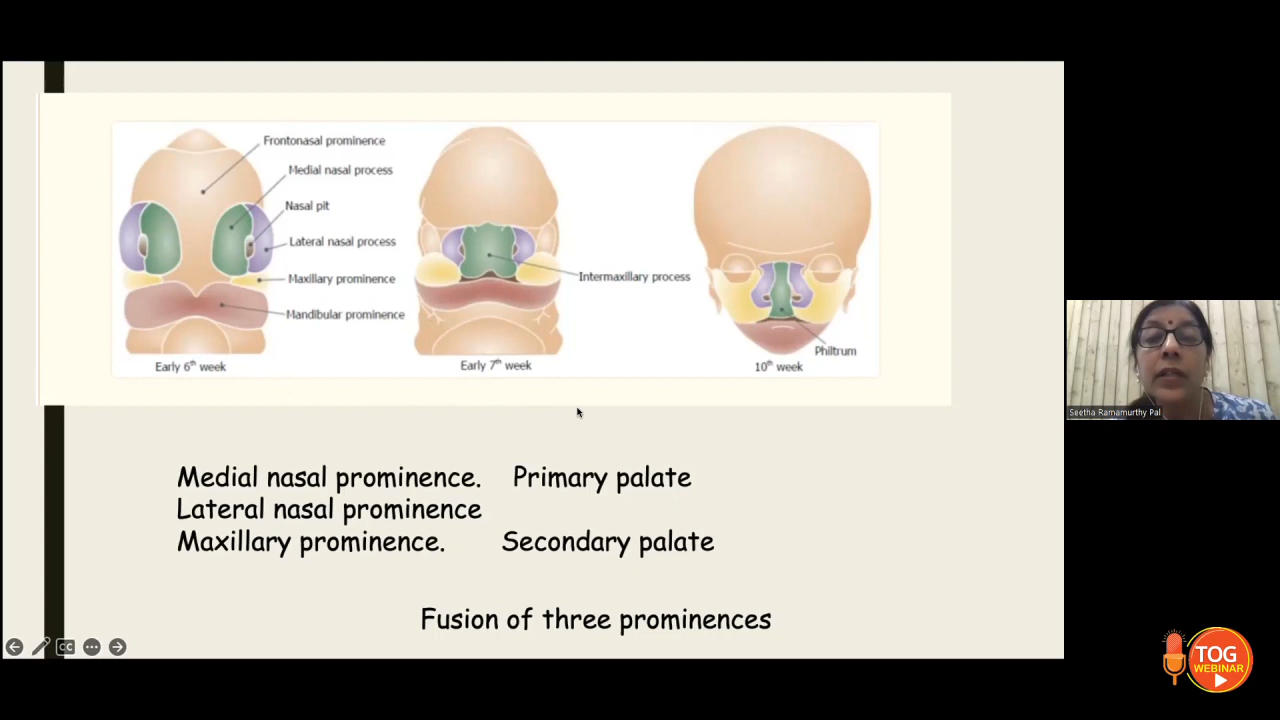 Frontonasal prominence
Medial nasal process
Nasal pit
Lateral nasal process
Maxillary prominence
Mandibular prominence
Early 6th week
Intermaxillary process
Early 7th week
Philtrum
10th week
Medial nasal prominence. Primary palate
Lateral nasal prominence
Maxillary prominence. Secondary palate
Fusion of three prominences
CC
Seetha Ramamurthy Pal
TOG
WEBINAR